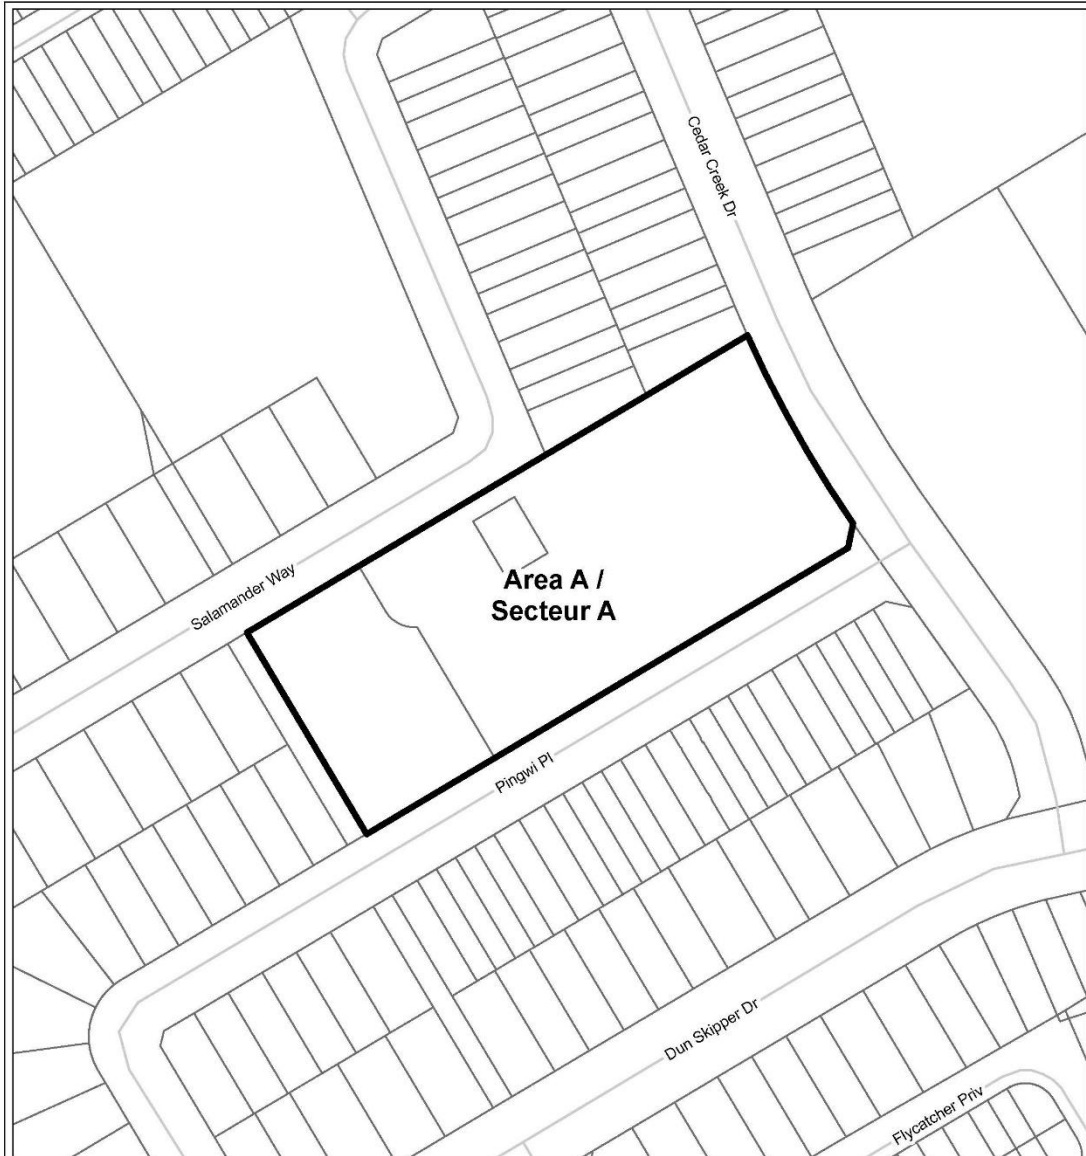 Cedar Creek Dr
Area A /
Secteur A
Salamander Way
Pingwi Pl
Dun Skipper Dr
Flycatcher Priv